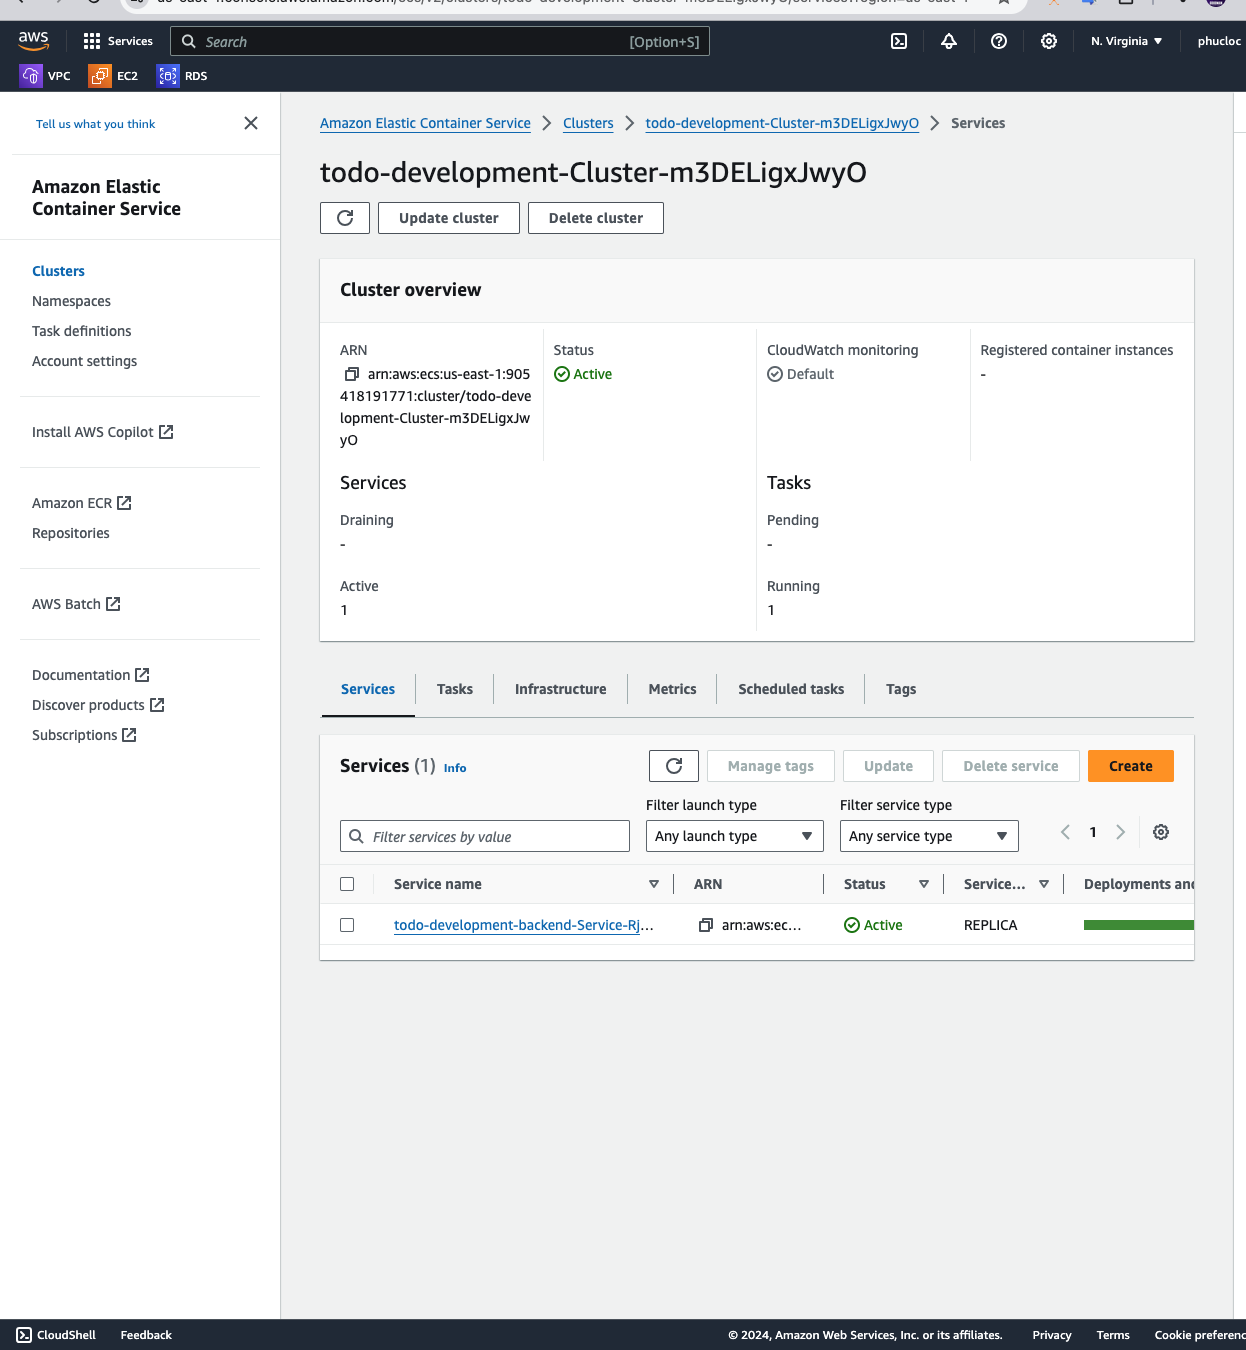 aws
Services
Search
[Option+S]
N. Virginia
phucloc
VPC
EC2
RDS
Tell us what you think
Amazon Elastic
Container Service
Clusters
Namespaces
Task definitions
Account settings
Install AWS Copilot
Amazon ECR
Repositories
AWS Batch
Documentation
Discover products
Subscriptions
Amazon Elastic Container Service
Clusters
todo-development-Cluster-m3DELigxJwyO
Services
todo-development-Cluster-m3DELigxJwyO
Update cluster
Delete cluster
Cluster overview
ARN
arn:aws:ecs:us-east-1:905
418191771:cluster/todo-deve
lopment-Cluster-m3DELigxJw
yO
Status
Active
CloudWatch monitoring
Default
Registered container instances
-
Services
Draining
-
Active
1
Tasks
Pending
-
Running
1
Services
Tasks
Infrastructure
Metrics
Scheduled tasks
Tags
Services (1) Info
Manage tags
Update
Delete service
Create
Filter services by value
Filter launch type
Any launch type
Filter service type
Any service type
1
Service name
ARN
Status
Service...
Deployments and
todo-development-backend-Service-Rj...
arn:aws:ec...
Active
REPLICA
CloudShell
Feedback
© 2024, Amazon Web Services, Inc. or its affiliates.
Privacy
Terms
Cookie preferenc